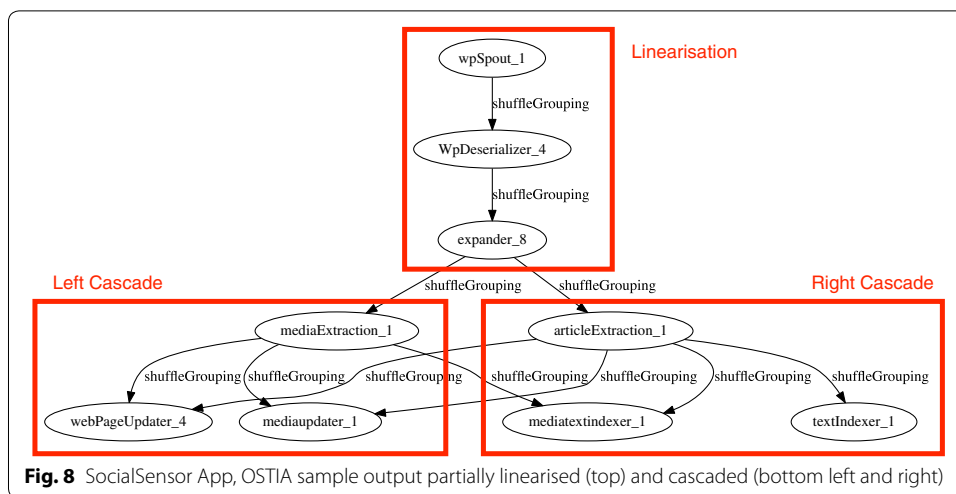 wpSpout_1
Linearisation
shuffleGrouping
WpDeserializer_4
shuffleGrouping
expander_8
Left Cascade
shuffleGrouping
shuffleGrouping
Right Cascade
mediaExtraction_1
articleExtraction_1
shuffleGrouping
shuffleGrouping
shuffleGrouping
shuffleGrouping
shuffleGrouping
shuffleGrouping
shuffleGrouping
webPageUpdater_4
mediaupdater_1
mediatextindexer_1
textIndexer_1
Fig. 8 SocialSensor App, OSTIA sample output partially linearised (top) and cascaded (bottom left and right)